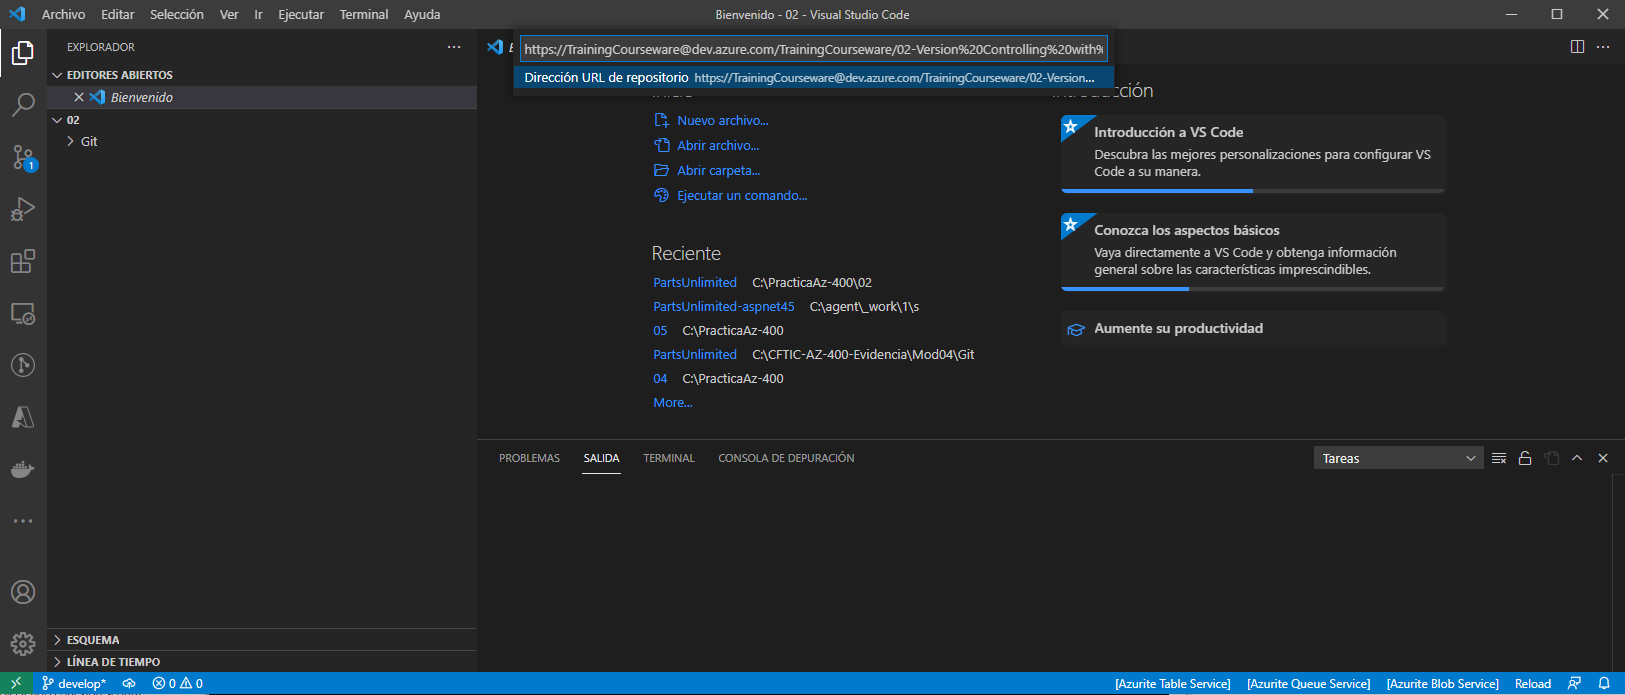 Archivo Editar Selección Ver Ir Ejecutar Terminal Ayuda
Bienvenido - 02 - Visual Studio Code
EXPLORADOR
EDITORES ABIERTOS
Bienvenido
02
Git
ESQUEMA
LÍNEA DE TIEMPO
1
https://TrainingCourseware@dev.azure.com/TrainingCourseware/02-Version%20Controlling%20with%
Dirección URL de repositorio https://TrainingCourseware@dev.azure.com/TrainingCourseware/02-Version...
Nuevo archivo...
Abrir archivo...
Abrir carpeta...
Ejecutar un comando...
Reciente
PartsUnlimited C:\PracticaAz-400\02
PartsUnlimited-aspnet45 C:\agent\_work\1\s
05 C:\PracticaAz-400
PartsUnlimited C:\CFTIC-AZ-400-Evidencia\Mod04\Git
04 C:\PracticaAz-400
More...
Introducción a VS Code
Descubra las mejores personalizaciones para configurar VS
Code a su manera.
Conozca los aspectos básicos
Vaya directamente a VS Code y obtenga información
general sobre las características imprescindibles.
Aumente su productividad
PROBLEMAS SALIDA TERMINAL CONSOLA DE DEPURACIÓN
Tareas
develop* 0 0
[Azurite Table Service] [Azurite Queue Service] [Azurite Blob Service] Reload